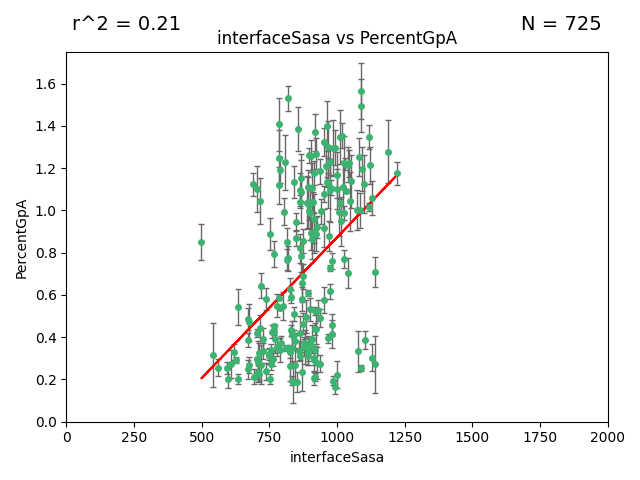 r^2 = 0.21
N = 725
interfaceSasa vs PercentGpA
PercentGpA
1.6
1.4
1.2
1.0
0.8
0.6
0.4
0.2
0.0
0 250 500 750 1000 1250 1500 1750 2000
interfaceSasa